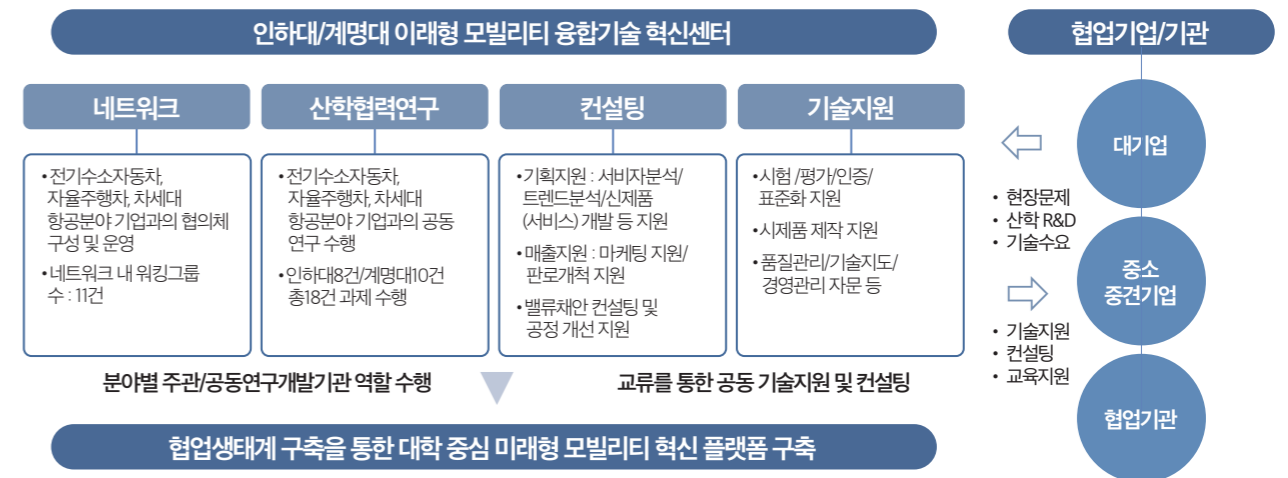 인하대/계명대 이래형 모빌리티 융합기술 혁신센터
네트워크
•전기수소자동차,
자율주행차, 차세대
항공분야 기업과의 협의체
구성 및 운영
•네트워크 내 워킹그룹
수 : 11건
산학협력연구
•전기수소자동차,
자율주행차, 차세대
항공분야 기업과의 공동
연구 수행
•인하대8건/계명대10건
총18건 과제 수행
컨설팅
•기획지원 : 서비자분석/
트렌드분석/신제품
(서비스) 개발 등 지원
•매출지원 : 마케팅 지원/
판로개척 지원
•밸류채안 컨설팅 및
공정 개선 지원
기술지원
•시험 /평가/인증/
표준화 지원
•시제품 제작 지원
•품질관리/기술지도/
경영관리 자문 등
분야별 주관/공동연구개발기관 역할 수행
교류를 통한 공동 기술지원 및 컨설팅
협업생태계 구축을 통한 대학 중심 미래형 모빌리티 혁신 플랫폼 구축
협업기업/기관
• 현장문제
• 산학 R&D
• 기술수요
• 기술지원
• 컨설팅
• 교육지원
대기업
중소
중견기업
협업기관